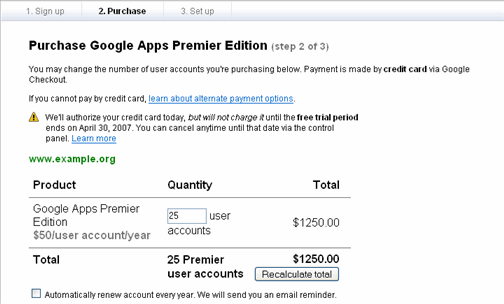 1. Sign up 2. Purchase 3. Set up
Purchase Google Apps Premier Edition (step 2 of 3)
You may change the number of user accounts you're purchasing below. Payment is made by credit card via Google
Checkout.
If you cannot pay by credit card, learn about alternate payment options.
We'll authorize your credit card today, but will not charge it until the free trial period
ends on April 30, 2007. You can cancel anytime until that date via the control
panel. Learn more
www.example.org
Product Quantity Total
Google Apps Premier
Edition
$50/user account/year
25 user
accounts
$1250.00
Total 25 Premier
user accounts
$1250.00
Recalculate total
Automatically renew account every year. We will send you an email reminder.